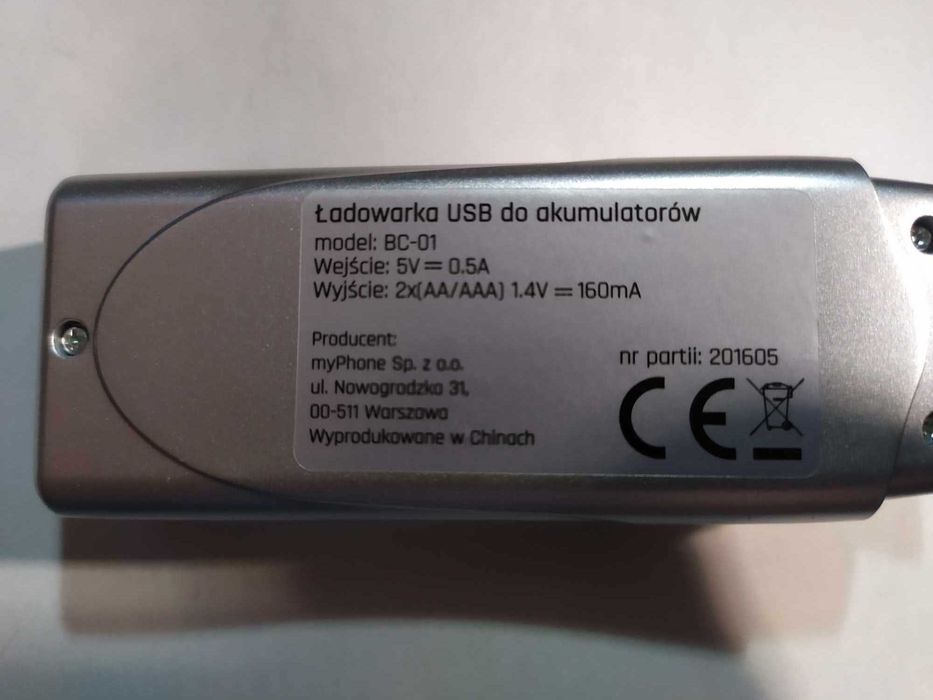 Ładowarka USB do akumulatorów
model: BC-01
Wejście: 5V ⎓ 0.5A
Wyjście: 2x(AA/AAA) 1.4V ⎓ 160mA
Producent:
myPhone Sp. z o.o.
ul. Nowogrodzka 31,
00-511 Warszawa
Wyprodukowane w Chinach
nr partii: 201605
CE